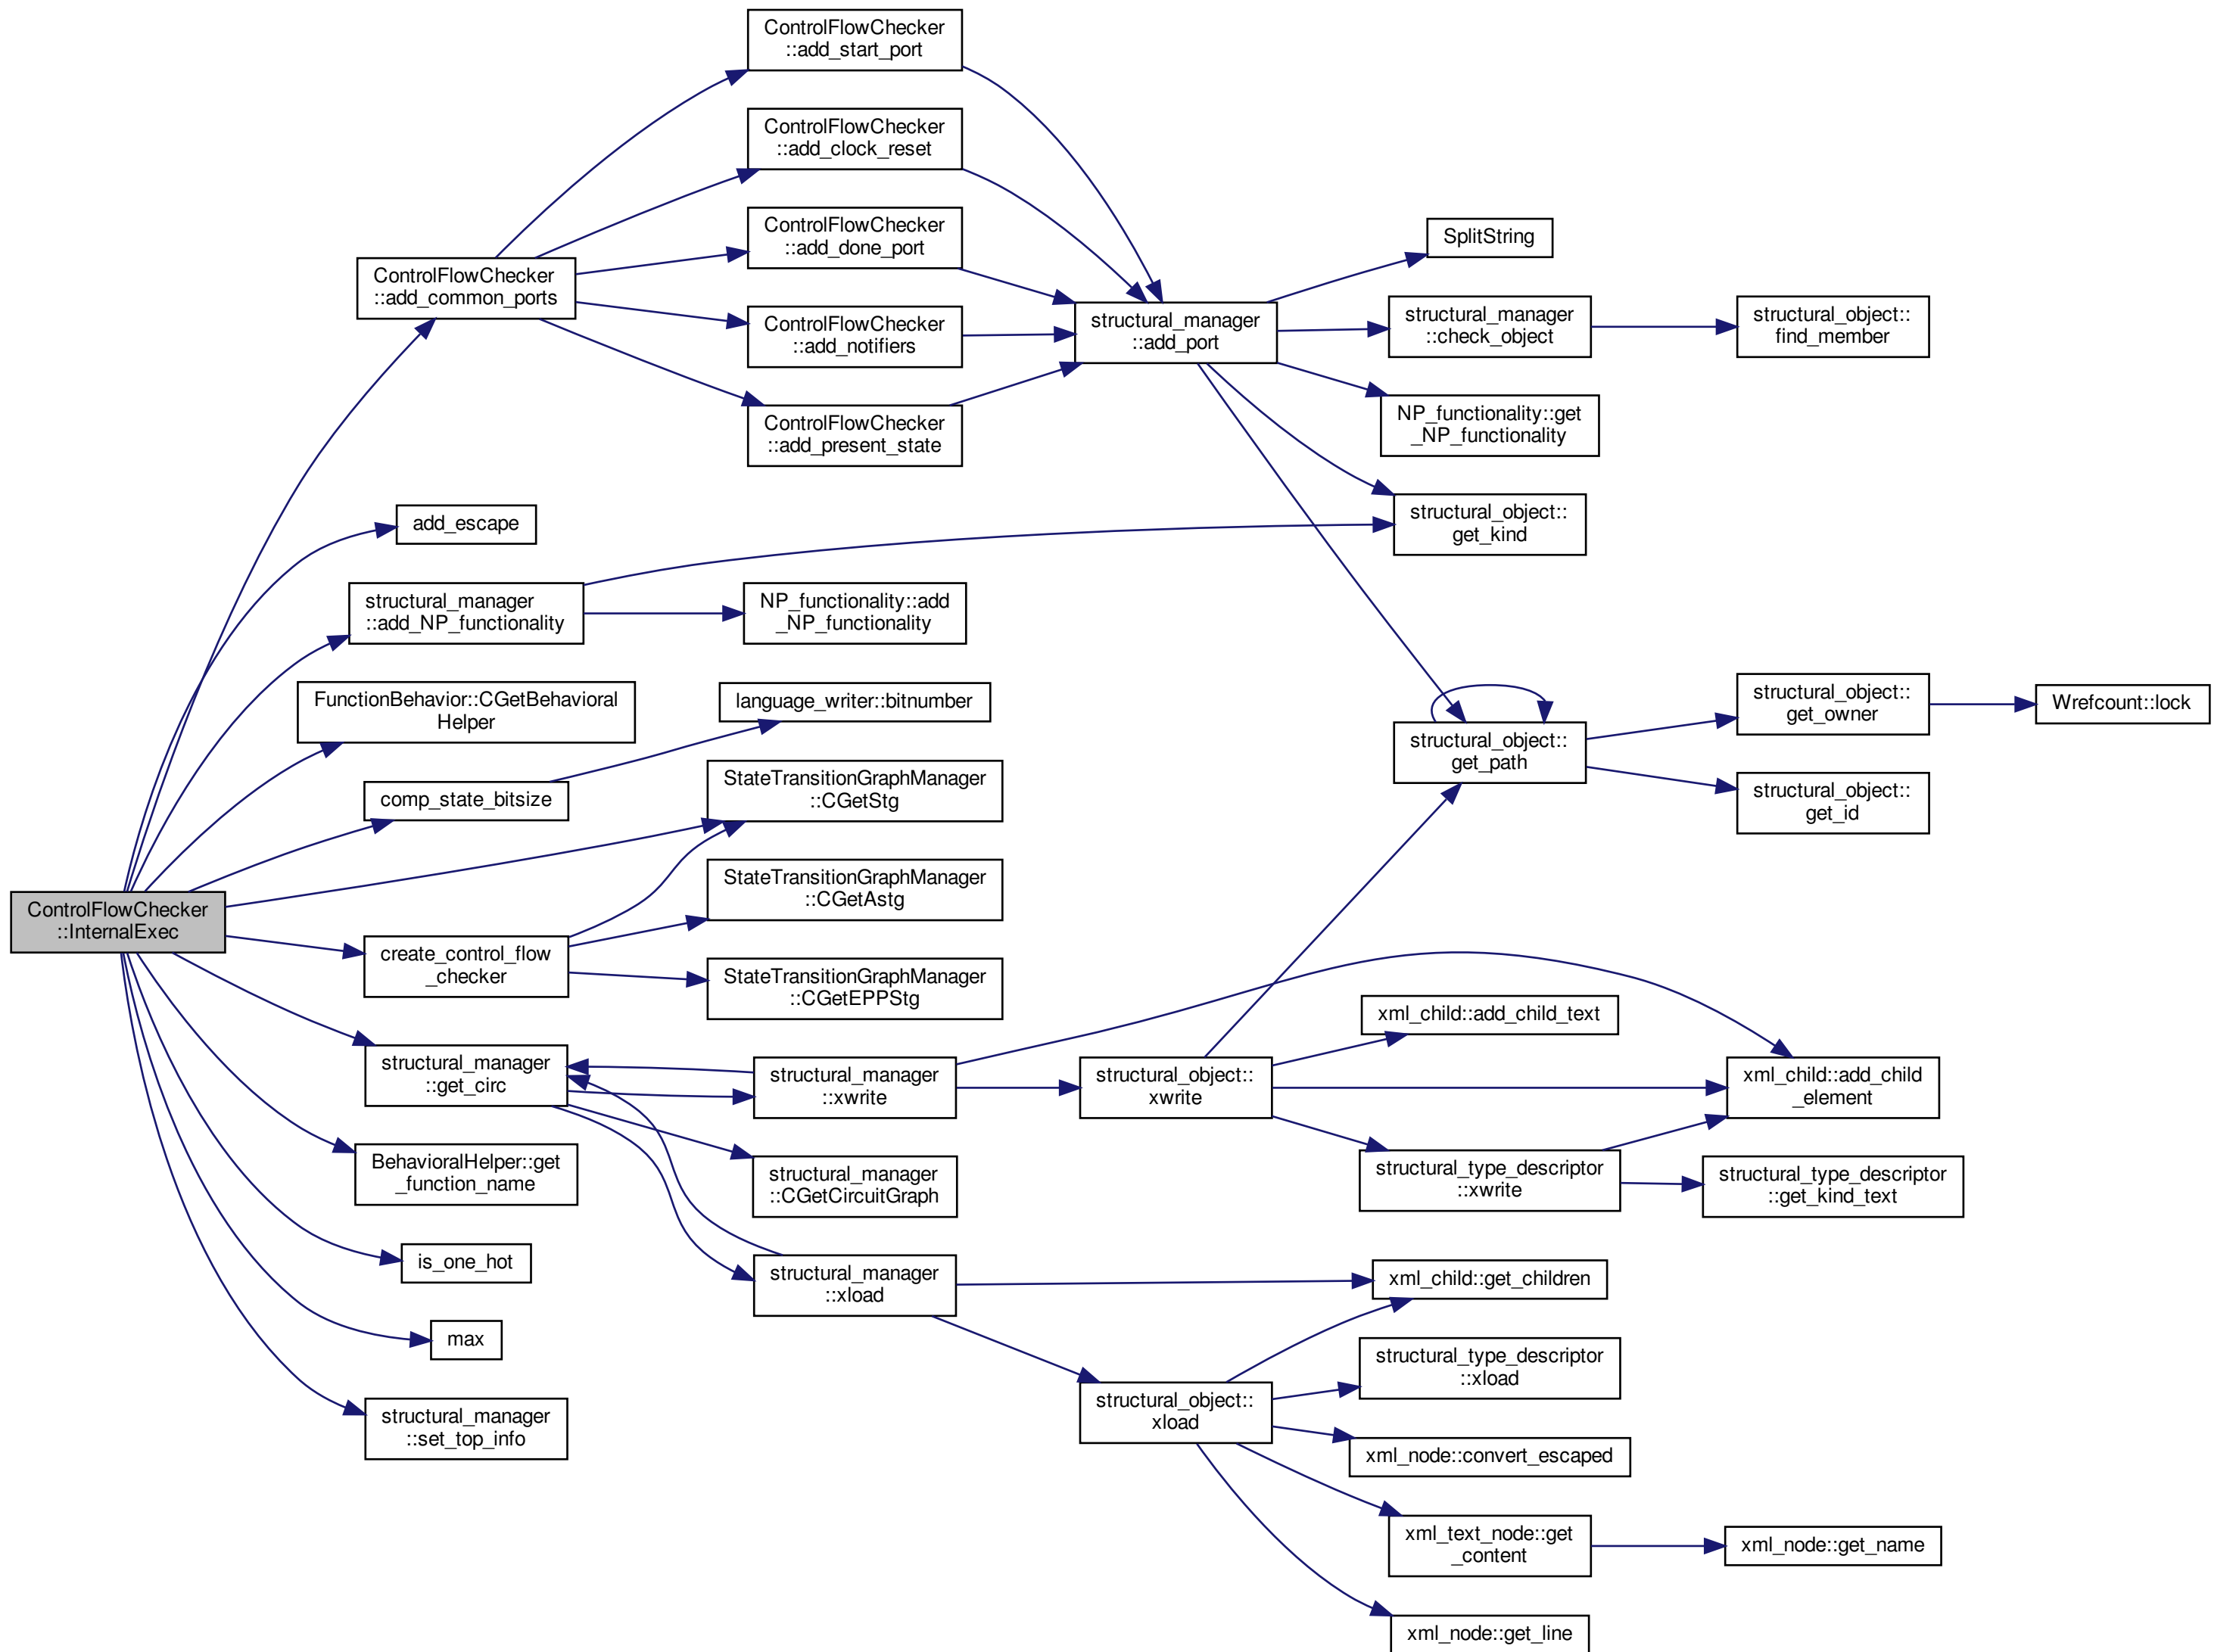 ControlFlowChecker
::add_start_port
ControlFlowChecker
::add_clock_reset
ControlFlowChecker
::add_done_port
SplitString
ControlFlowChecker
::add_common_ports
ControlFlowChecker
::add_notifiers
structural_manager
::add_port
structural_manager
::check_object
structural_object::
find_member
ControlFlowChecker
::add_present_state
NP_functionality::get
_NP_functionality
add_escape
structural_object::
get_kind
structural_manager
::add_NP_functionality
NP_functionality::add
_NP_functionality
FunctionBehavior::CGetBehavioral
Helper
language_writer::bitnumber
structural_object::
get_owner
Wrefcount::lock
structural_object::
get_path
comp_state_bitsize
StateTransitionGraphManager
::CGetStg
structural_object::
get_id
ControlFlowChecker
::InternalExec
StateTransitionGraphManager
::CGetAstg
create_control_flow
_checker
StateTransitionGraphManager
::CGetEPPStg
xml_child::add_child_text
structural_manager
::get_circ
structural_manager
::xwrite
structural_object::
xwrite
xml_child::add_child
_element
BehavioralHelper::get
_function_name
structural_manager
::CGetCircuitGraph
structural_type_descriptor
::xwrite
structural_type_descriptor
::get_kind_text
is_one_hot
structural_manager
::xload
xml_child::get_children
max
structural_type_descriptor
::xload
structural_manager
::set_top_info
structural_object::
xload
xml_node::convert_escaped
xml_text_node::get
_content
xml_node::get_name
xml_node::get_line